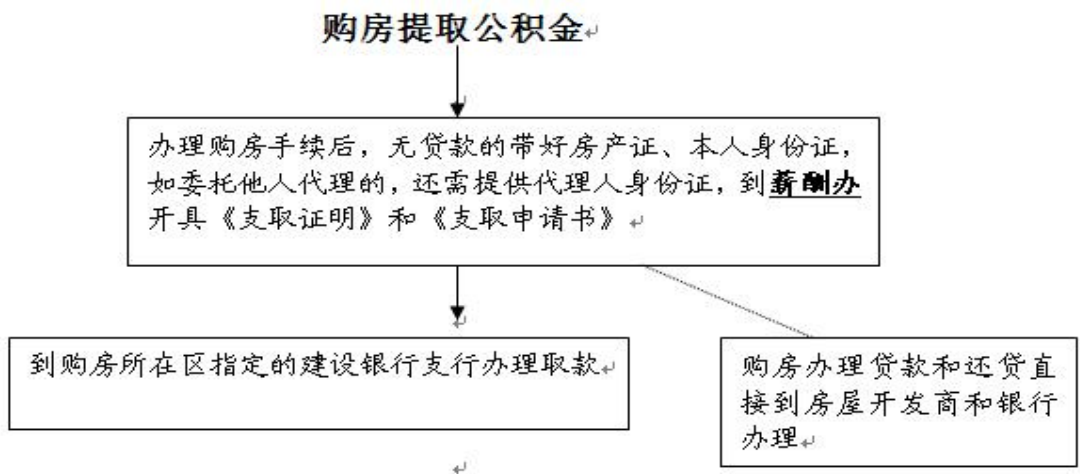 购房提取公积金
办理购房手续后，无贷款的带好房产证、本人身份证，
如委托他人代理的，还需提供代理人身份证，到薪酬办
开具《支取证明》和《支取申请书》
到购房所在区指定的建设银行支行办理取款
购房办理贷款和还贷直
接到房屋开发商和银行
办理